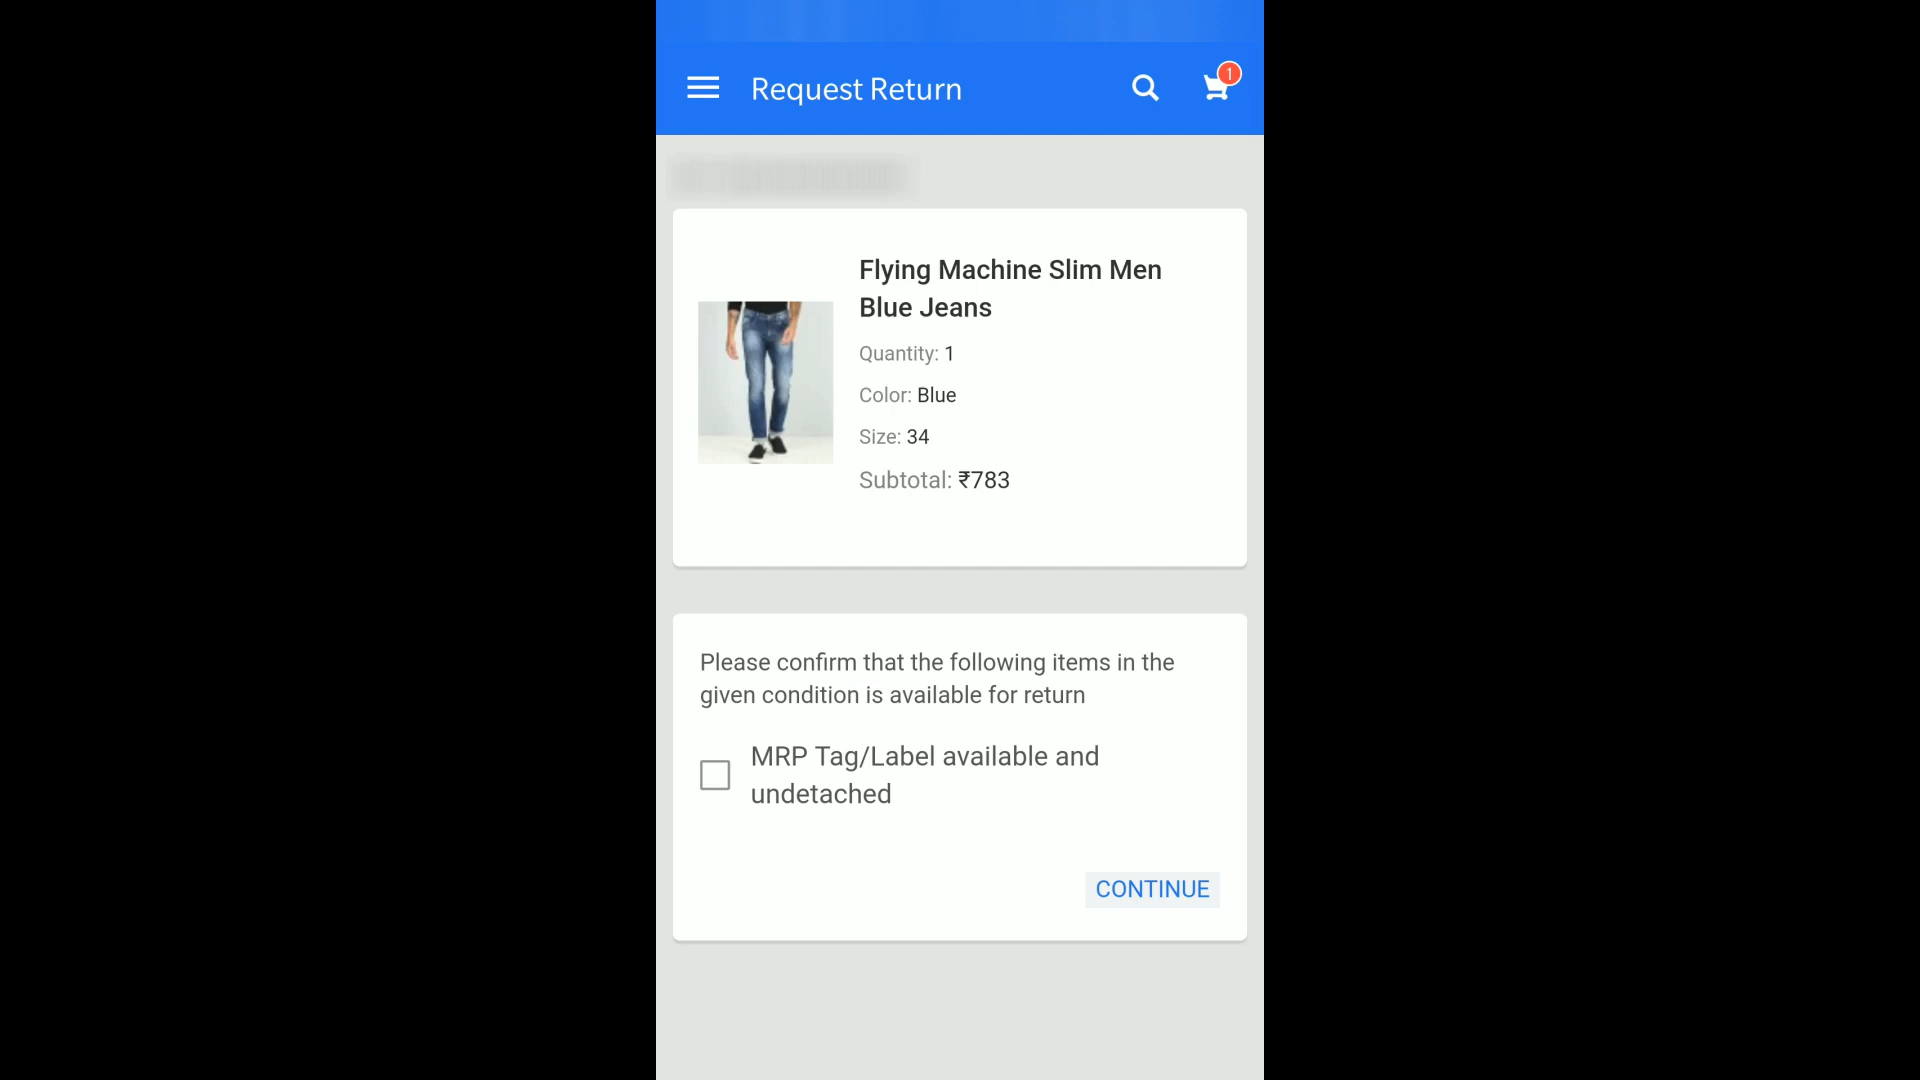 Request Return
1
Flying Machine Slim Men
Blue Jeans
Quantity: 1
Color: Blue
Size: 34
Subtotal: ₹783
Please confirm that the following items in the
given condition is available for return
MRP Tag/Label available and
undetached
CONTINUE